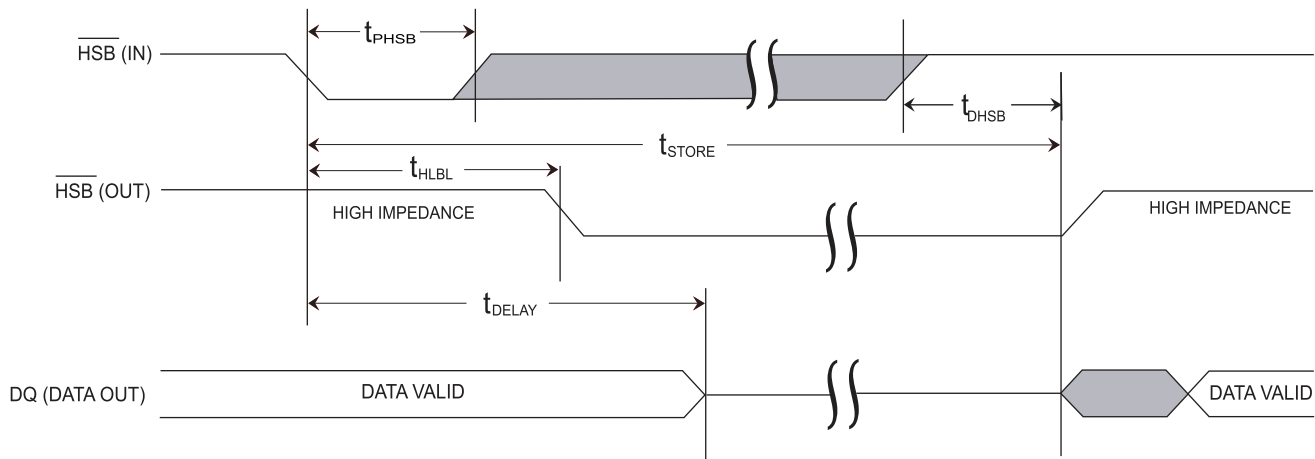 tPHSB
HSB (IN)
tDHSB
tSTORE
tHLBL
HSB (OUT)
HIGH IMPEDANCE
HIGH IMPEDANCE
tDELAY
DQ (DATA OUT)
DATA VALID
DATA VALID